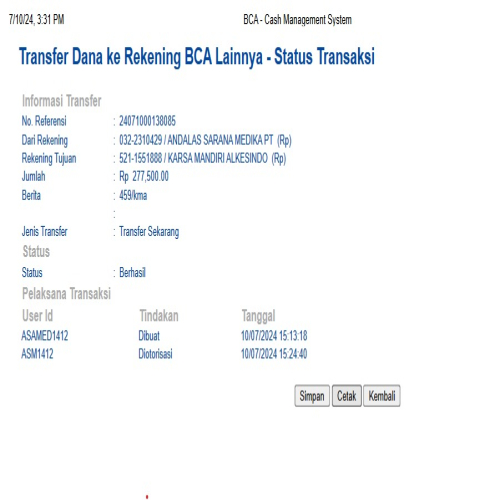 7/10/24, 3:31 PM BCA - Cash Management System
Transfer Dana ke Rekening BCA Lainnya - Status Transaksi
Informasi Transfer
No. Referensi : 24071000138085
Dari Rekening : 032-2310429 / ANDALAS SARANA MEDIKA PT (Rp)
Rekening Tujuan : 521-1551888 / KARSA MANDIRI ALKESINDO (Rp)
Jumlah : Rp 277,500.00
Berita : 459/kma
:
Jenis Transfer : Transfer Sekarang
Status
Status : Berhasil
Pelaksana Transaksi
User Id Tindakan Tanggal
ASAMED1412 Dibuat 10/07/2024 15:13:18
ASM1412 Diotorisasi 10/07/2024 15:24:40
Simpan Cetak Kembali